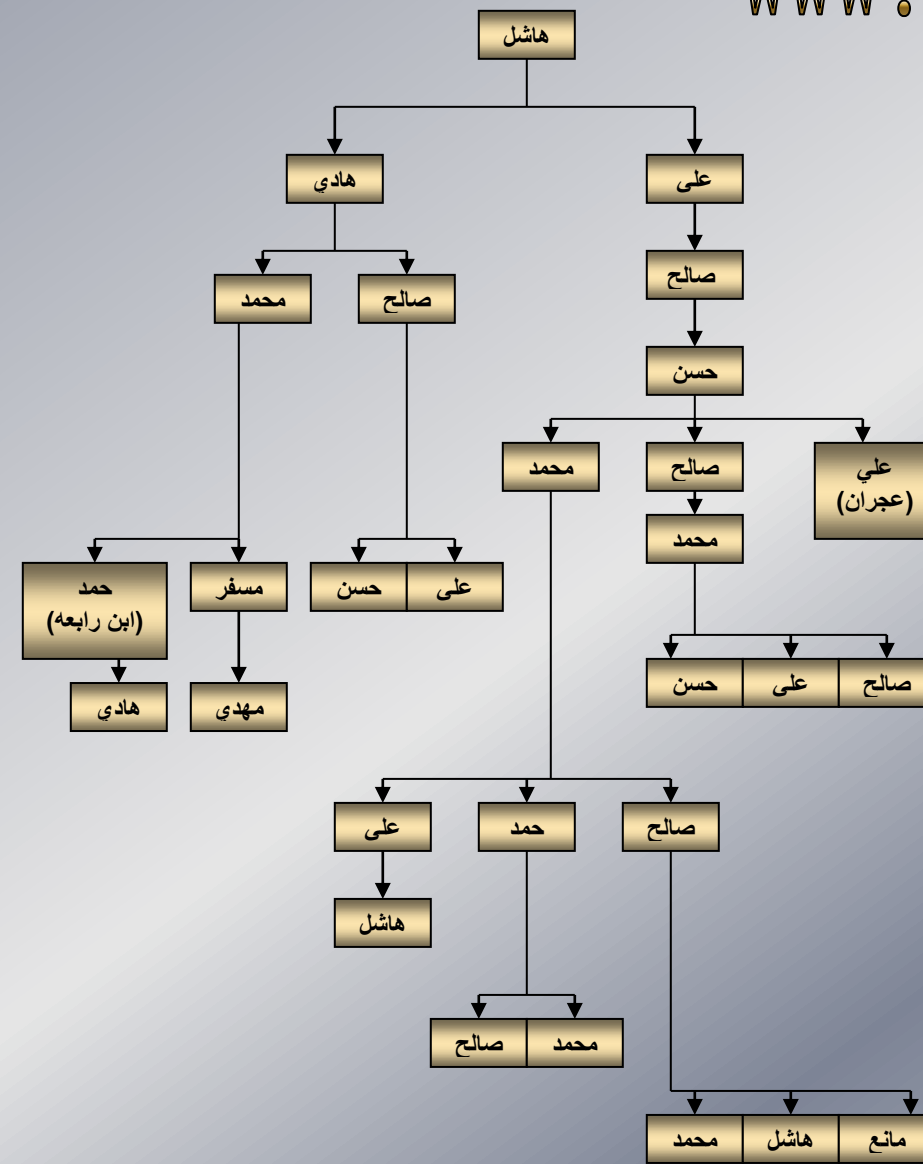 WWW.
هاشل
على
هادي
صالح
محمد
صالح
حسن
علي
(عجران)
صالح
محمد
محمد
على
حسن
مسفر
حمد
(ابن رابعه)
صالح
على
حسن
مهدي
هادي
صالح
حمد
على
هاشل
محمد
صالح
مانع
هاشل
محمد